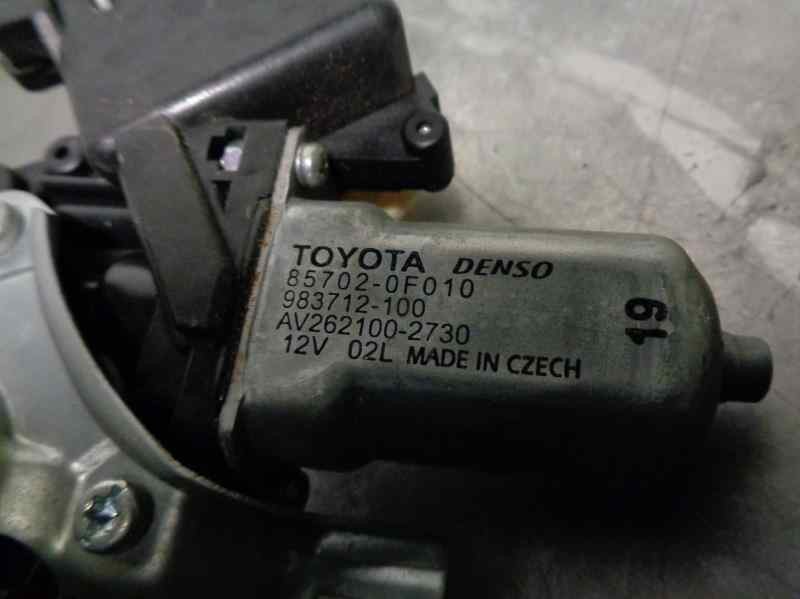 TOYOTA DENSO
85702-0F010
983712-100
AV262100-2730
12V 02L MADE IN CZECH
19